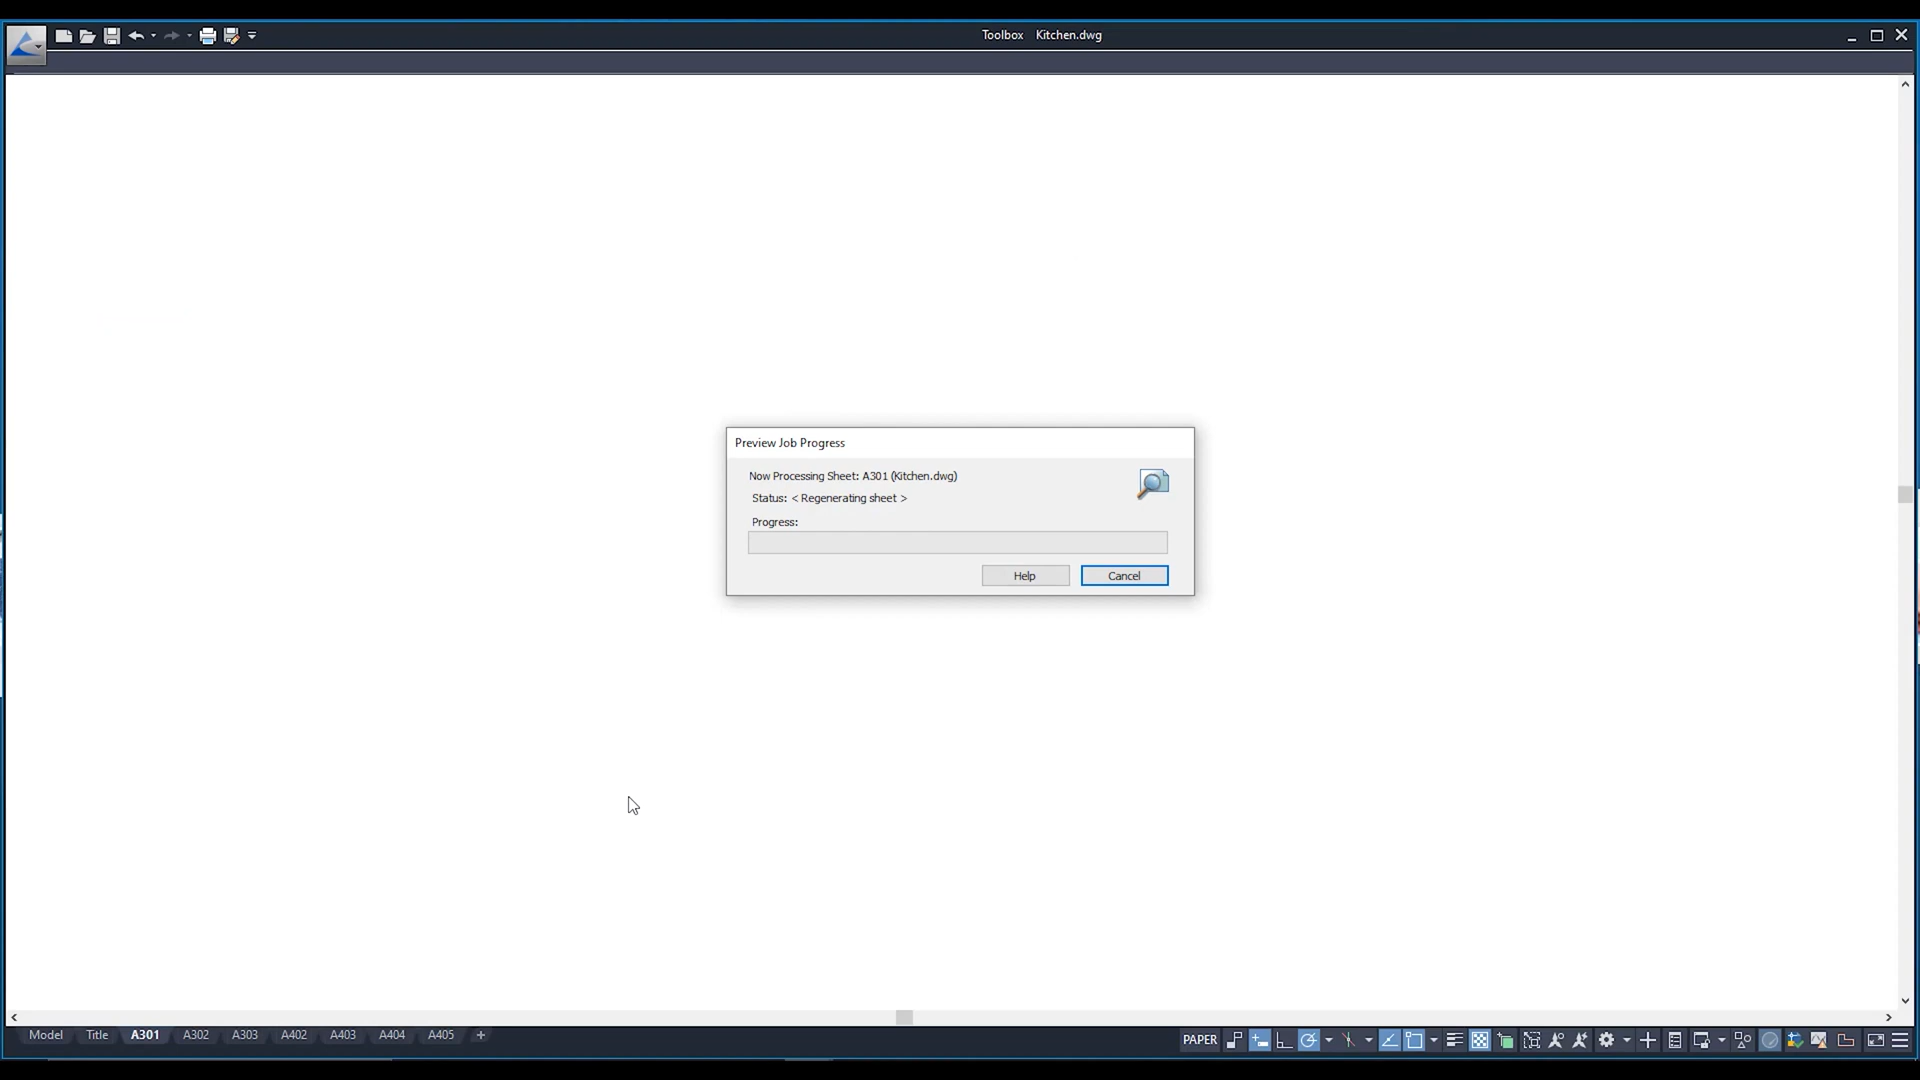 Toolbox Kitchen.dwg
Preview Job Progress
Now Processing Sheet: A301 (Kitchen.dwg)
Status: < Regenerating sheet >
Progress:
Help Cancel
Model Title A301 A302 A303 A402 A403 A404 A405 +
PAPER